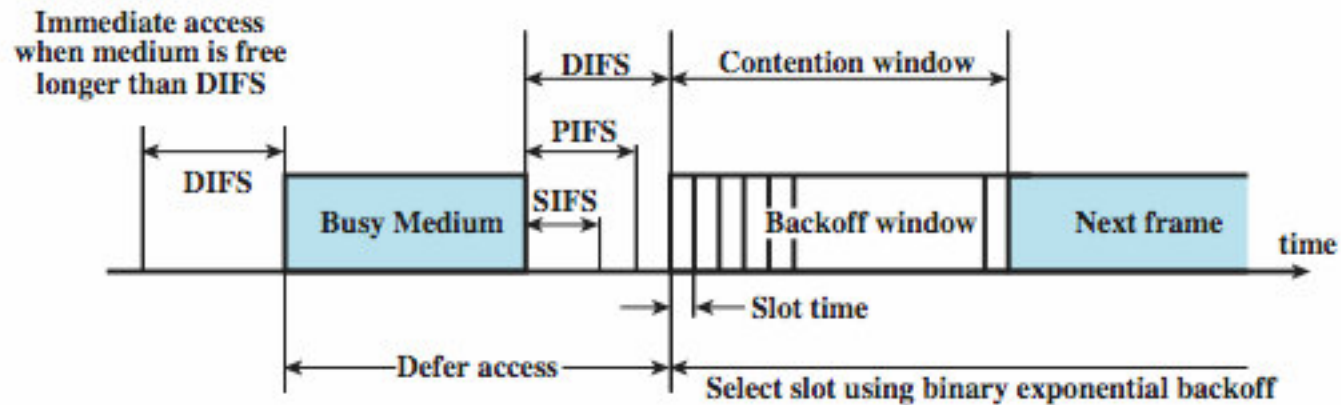 Immediate access
when medium is free
longer than DIFS
DIFS
Contention window
PIFS
DIFS
SIFS
Busy Medium
Backoff window
Next frame
time
Slot time
Defer access
Select slot using binary exponential backoff